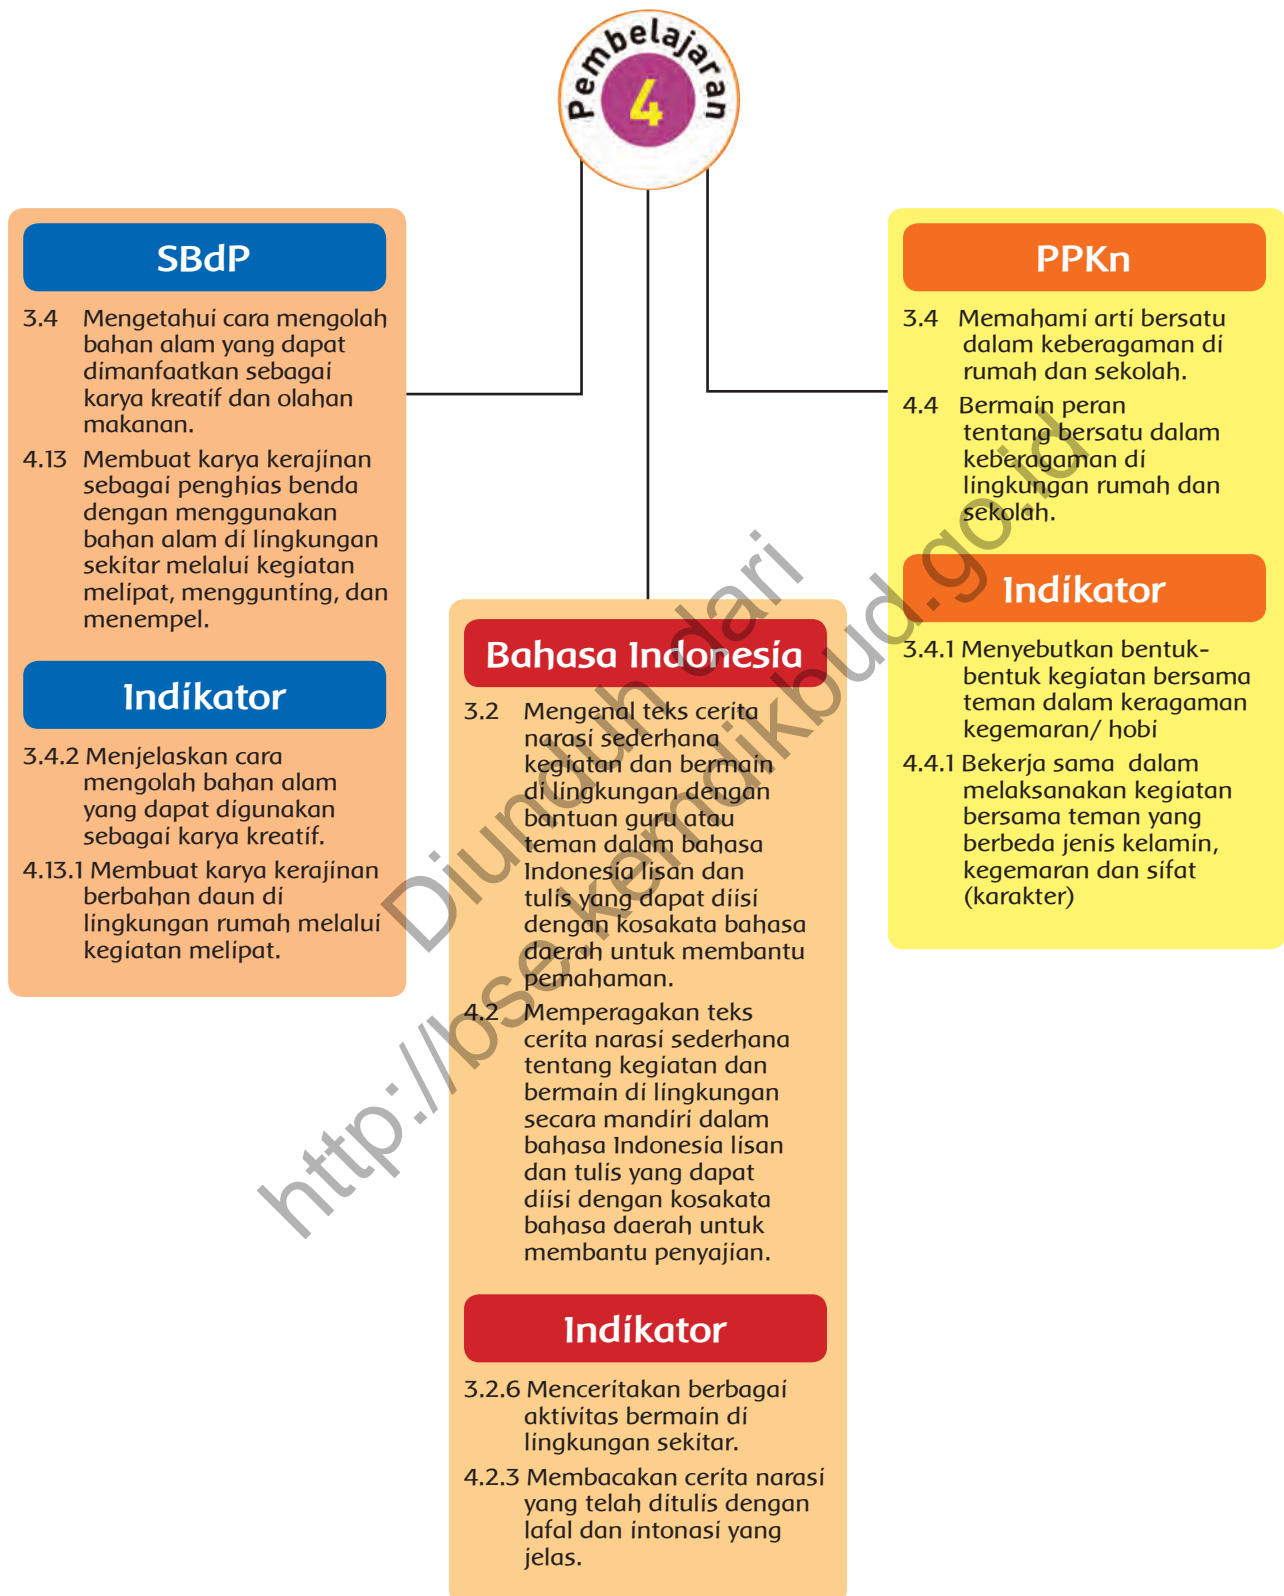 Pembelajaran
4
SBdP
3.4 Mengetahui cara mengolah
bahan alam yang dapat
dimanfaatkan sebagai
karya kreatif dan olahan
makanan.
4.13 Membuat karya kerajinan
sebagai penghias benda
dengan menggunakan
bahan alam di lingkungan
sekitar melalui kegiatan
melipat, menggunting, dan
menempel.
Indikator
3.4.2 Menjelaskan cara
mengolah bahan alam
yang dapat digunakan
sebagai karya kreatif.
4.13.1 Membuat karya kerajinan
berbahan daun di
lingkungan rumah melalui
kegiatan melipat.
Bahasa Indonesia
3.2 Mengenal teks cerita
narasi sederhana
kegiatan dan bermain
di lingkungan dengan
bantuan guru atau
teman dalam bahasa
Indonesia lisan dan
tulis yang dapat diisi
dengan kosakata bahasa
daerah untuk membantu
pemahaman.
4.2 Memperagakan teks
cerita narasi sederhana
tentang kegiatan dan
bermain di lingkungan
secara mandiri dalam
bahasa Indonesia lisan
dan tulis yang dapat
diisi dengan kosakata
bahasa daerah untuk
membantu penyajian.
Indikator
3.2.6 Menceritakan berbagai
aktivitas bermain di
lingkungan sekitar.
4.2.3 Membacakan cerita narasi
yang telah ditulis dengan
lafal dan intonasi yang
jelas.
PPKn
3.4 Memahami arti bersatu
dalam keberagaman di
rumah dan sekolah.
4.4 Bermain peran
tentang bersatu dalam
keberagaman di
lingkungan rumah dan
sekolah.
Indikator
3.4.1 Menyebutkan bentuk-
bentuk kegiatan bersama
teman dalam keragaman
kegemaran/ hobi
4.4.1 Bekerja sama dalam
melaksanakan kegiatan
bersama teman yang
berbeda jenis kelamin,
kegemaran dan sifat
(karakter)
Diunduh dari
http://bse.kemdikbud.go.id